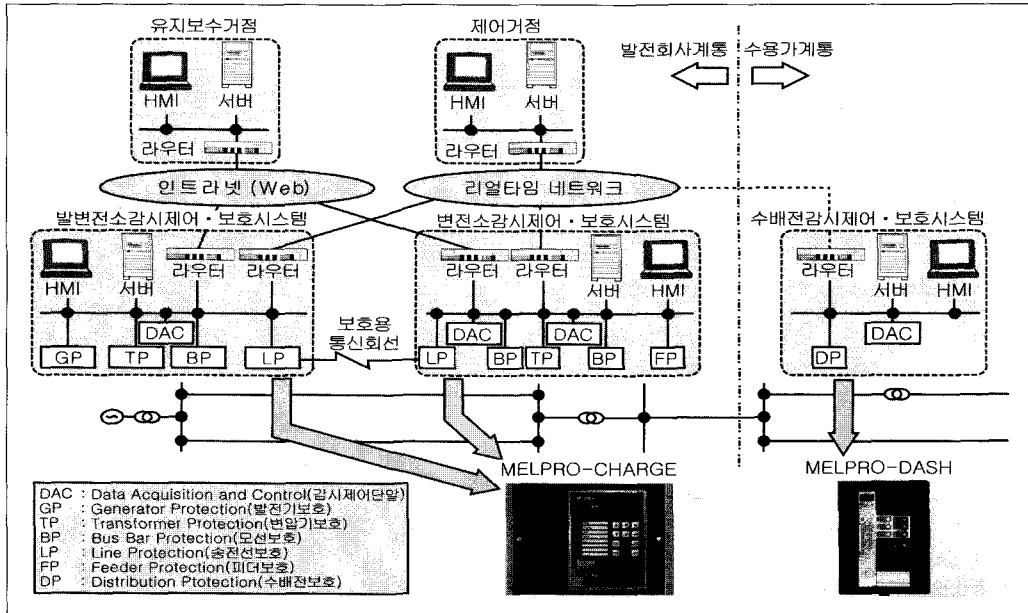 유지보수거점
제어거점
발전회사계통
수용가계통
HMI
서버
HMI
서버
라우터
라우터
인트라넷 (Web)
리얼타임 네트워크
발변전소감시제어·보호시스템
변전소감시제어·보호시스템
수배전감시제어·보호시스템
라우터
라우터
라우터
라우터
라우터
HMI
서버
서버
HMI
서버
HMI
DAC
보호용
통신회선
DAC
DAC
DAC
GP
TP
BP
LP
LP
BP
TP
BP
FP
DP
MELPRO-CHARGE
MELPRO-DASH
DAC : Data Acquisition and Control(감시제어단말)
GP : Generator Protection(발전기보호)
TP : Transformer Protection(변압기보호)
BP : Bus Bar Protection(모선보호)
LP : Line Protection(송전선보호)
FP : Feeder Protection(피더보호)
DP : Distribution Ptotection(수배전보호)